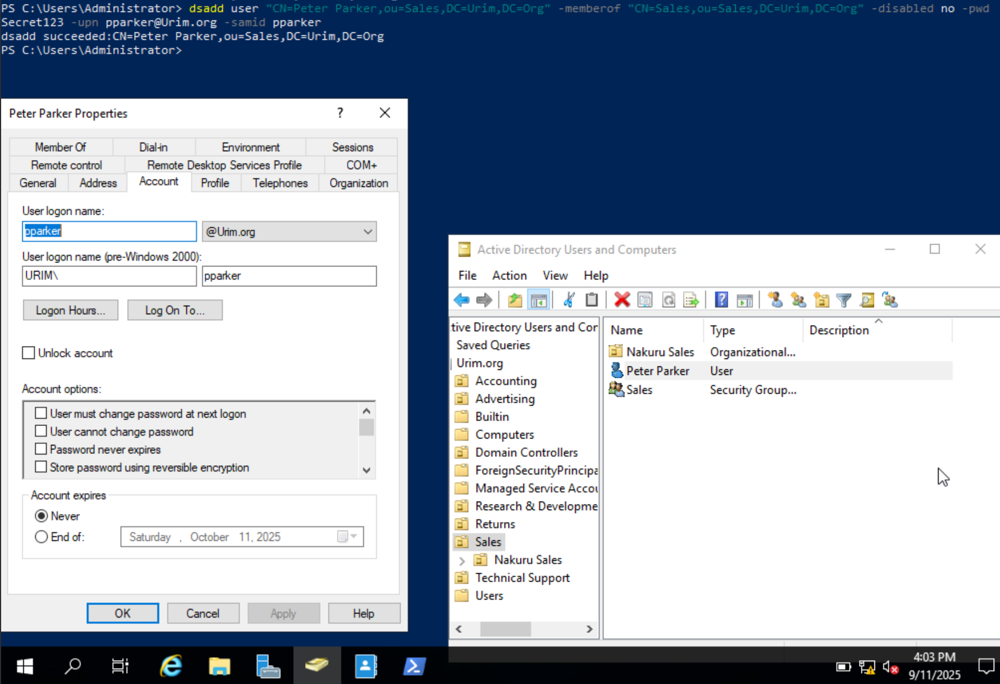 PS C:\Users\Administrator> dsadd user "CN=Peter Parker,ou=Sales,DC=Urim,DC=Org" -memberof "CN=Sales,ou=Sales,DC=Urim,DC=Org" -disabled no -pwd
Secret123 -upn pparker@Urim.org -samid pparker
dsadd succeeded:CN=Peter Parker,ou=Sales,DC=Urim,DC=Org
PS C:\Users\Administrator>
Peter Parker Properties
?
Member Of Dial-in Environment Sessions
Remote control Remote Desktop Services Profile COM+
General Address Account Profile Telephones Organization
User logon name:
pparker @Urim.org
User logon name (pre-Windows 2000):
URIM\ pparker
Logon Hours... Log On To...
Unlock account
Account options:
User must change password at next logon
User cannot change password
Password never expires
Store password using reversible encryption
Account expires
Never
End of: Saturday , October 11, 2025
OK Cancel Apply Help
Active Directory Users and Computers
File Action View Help
tive Directory Users and Cor
Saved Queries
Urim.org
Accounting
Advertising
Builtin
Computers
Domain Controllers
ForeignSecurityPrincipa
Managed Service Accou
Research & Developme
Returns
Sales
Nakuru Sales
Technical Support
Users
Name Type Description
Nakuru Sales Organizational...
Peter Parker User
Sales Security Group...
4:03 PM
9/11/2025